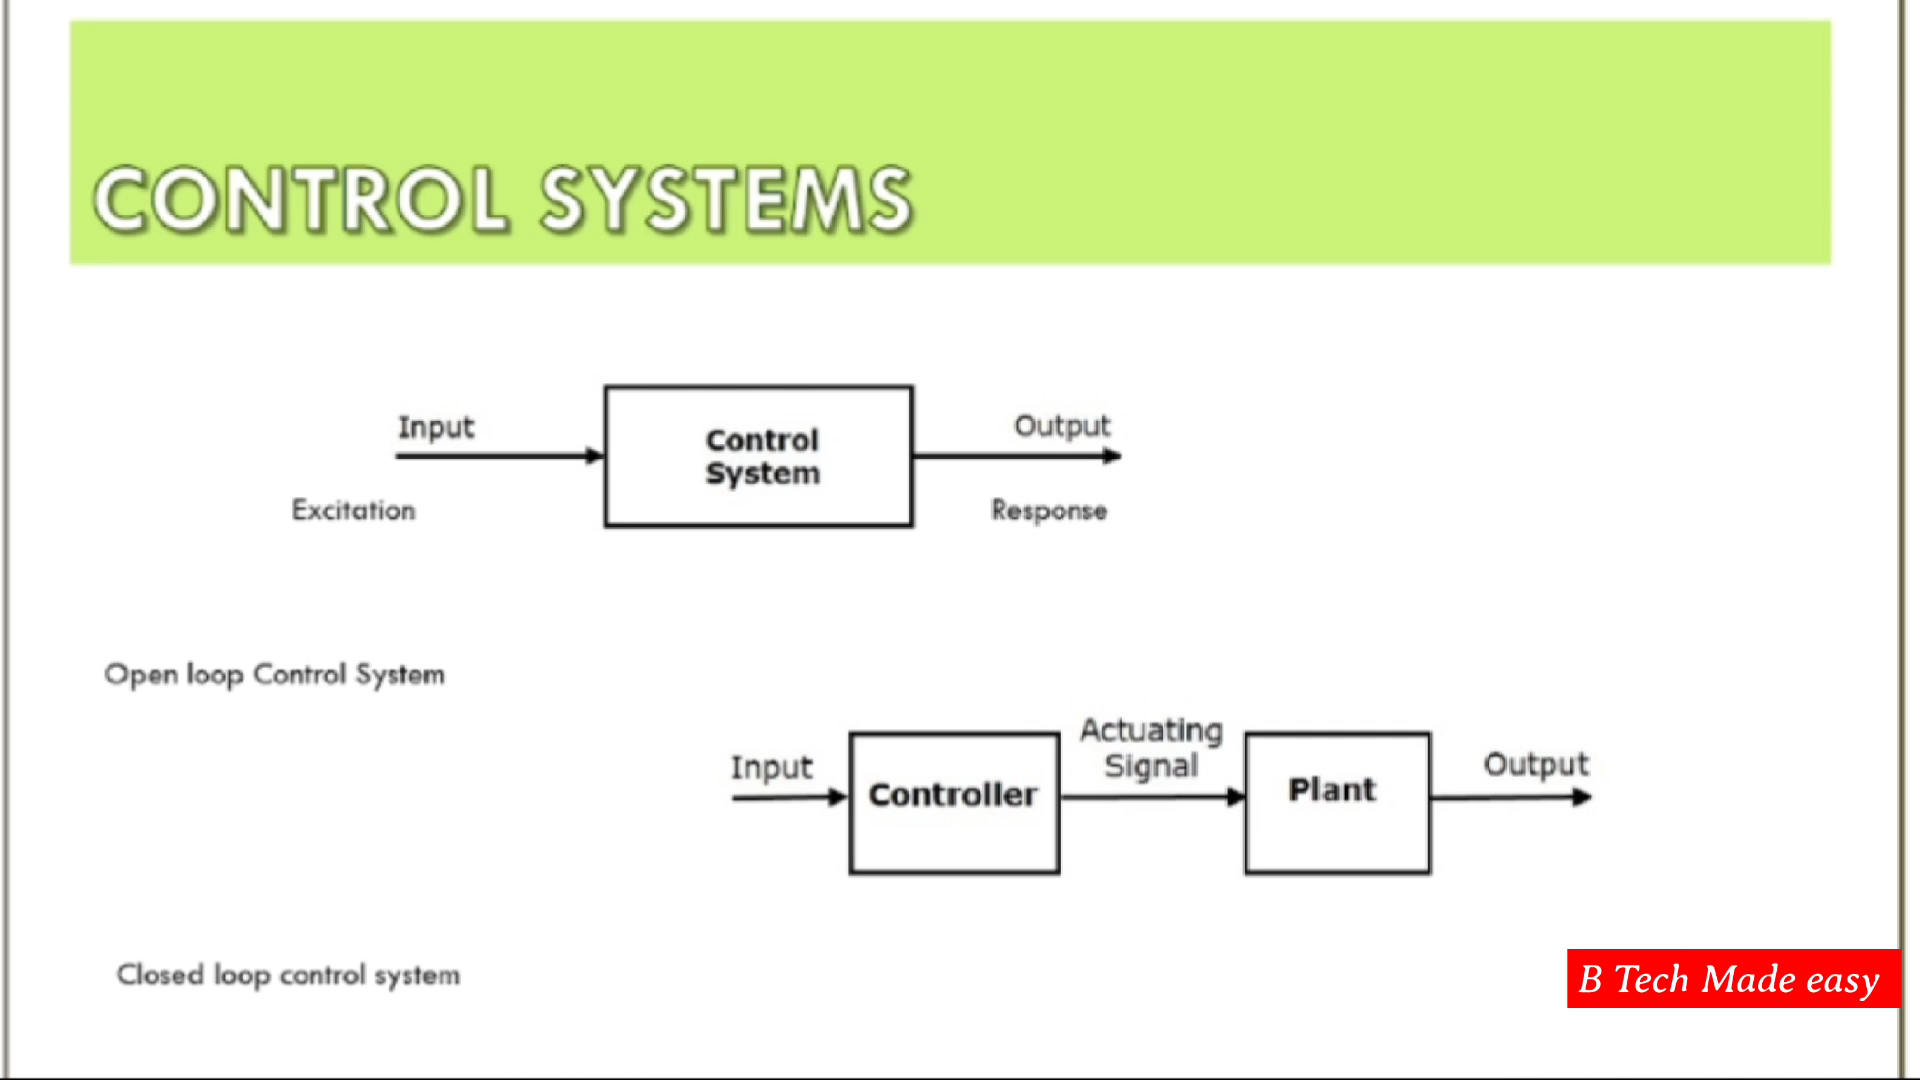 CONTROL SYSTEMS
Input
Control
System
Output
Excitation
Response
Open loop Control System
Input
Controller
Actuating
Signal
Plant
Output
Closed loop control system
B Tech Made easy